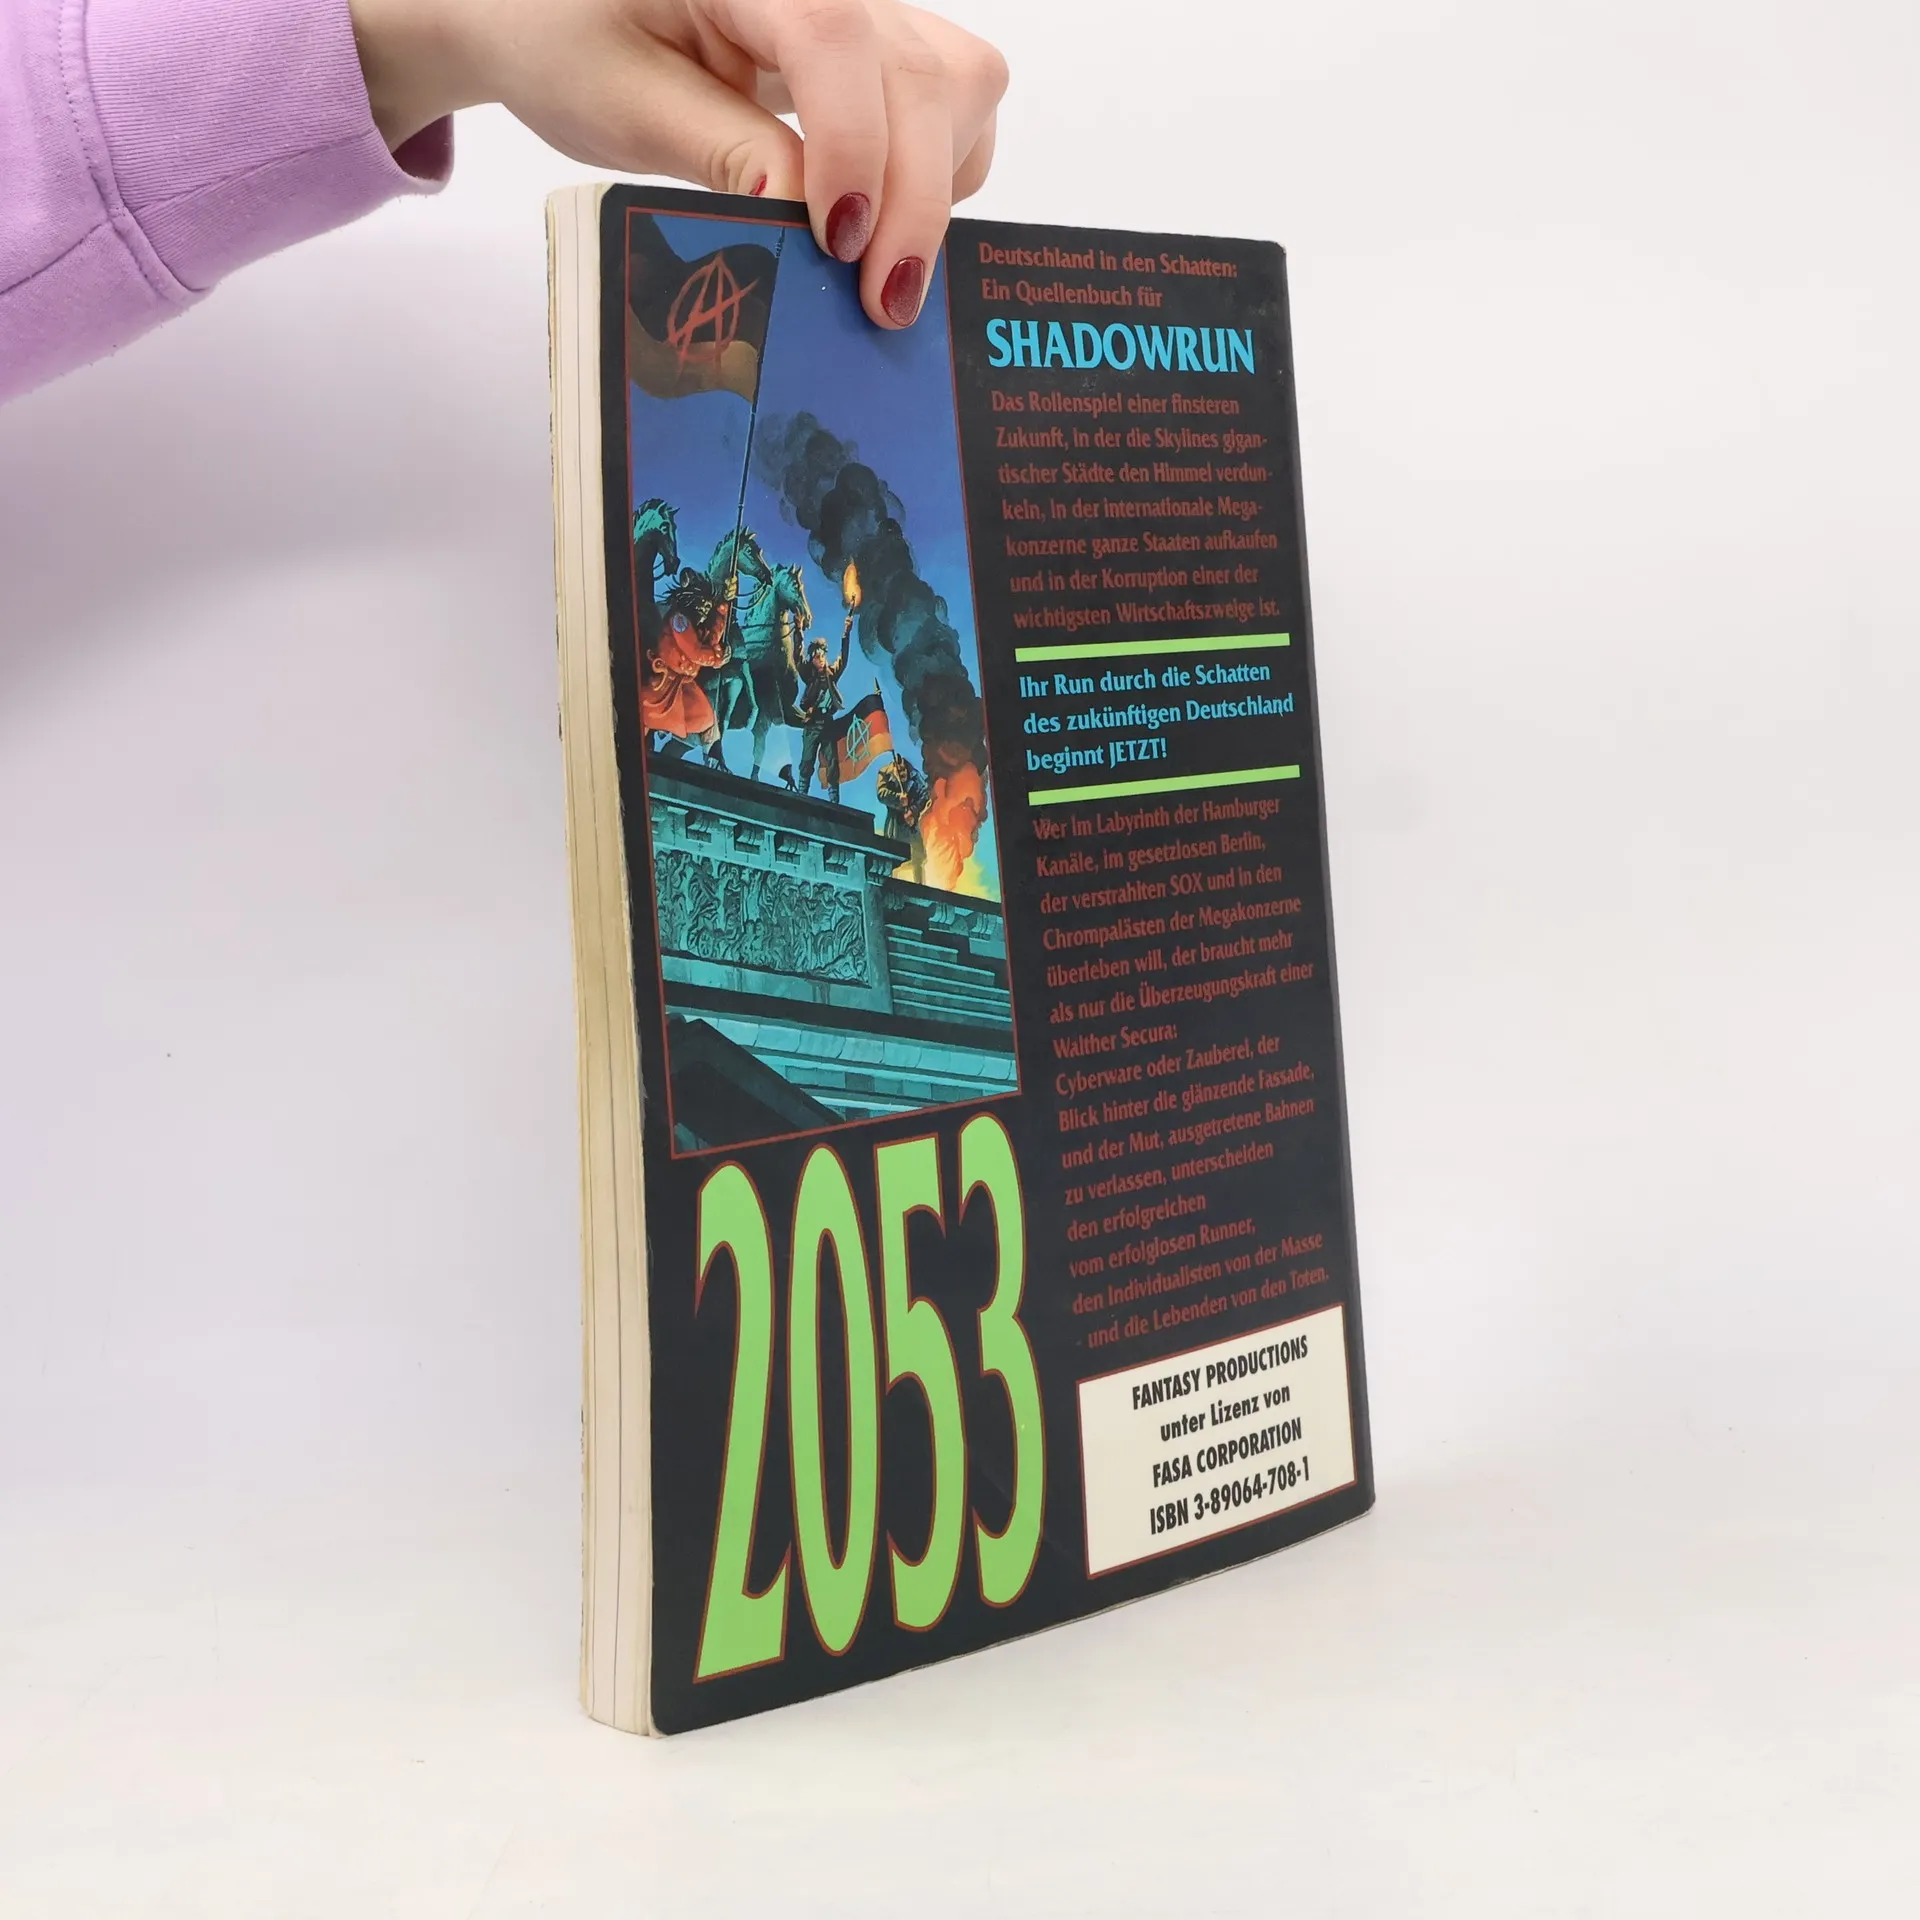 Deutschland in den Schatten:
Ein Quellenbuch für
SHADOWRUN
Das Rollenspiel einer finsteren
Zukunft, in der die Skylines gigan-
tischer Städte den Himmel verdun-
keln, in der internationale Mega-
konzerne ganze Staaten aufkaufen
und in der Korruption einer der
wichtigsten Wirtschaftszweige ist.
Ihr Run durch die Schatten
des zukünftigen Deutschland
beginnt JETZT!
Wer im Labyrinth der Hamburger
Kanäle, im gesetzlosen Berlin,
der verstrahlten SOX und in den
Chrompalästen der Megakonzerne
überleben will, der braucht mehr
als nur die Überzeugungskraft einer
Walther Secura:
Cyberware oder Zauberei, der
Blick hinter die glänzende Fassade,
und der Mut, ausgetretene Bahnen
zu verlassen, unterscheiden
den erfolgreichen
vom erfolglosen Runner,
den Individualisten von der Masse
- und die Lebenden von den Toten.
2053
FANTASY PRODUCTIONS
unter Lizenz von
FASA CORPORATION
ISBN 3-89064-708-1